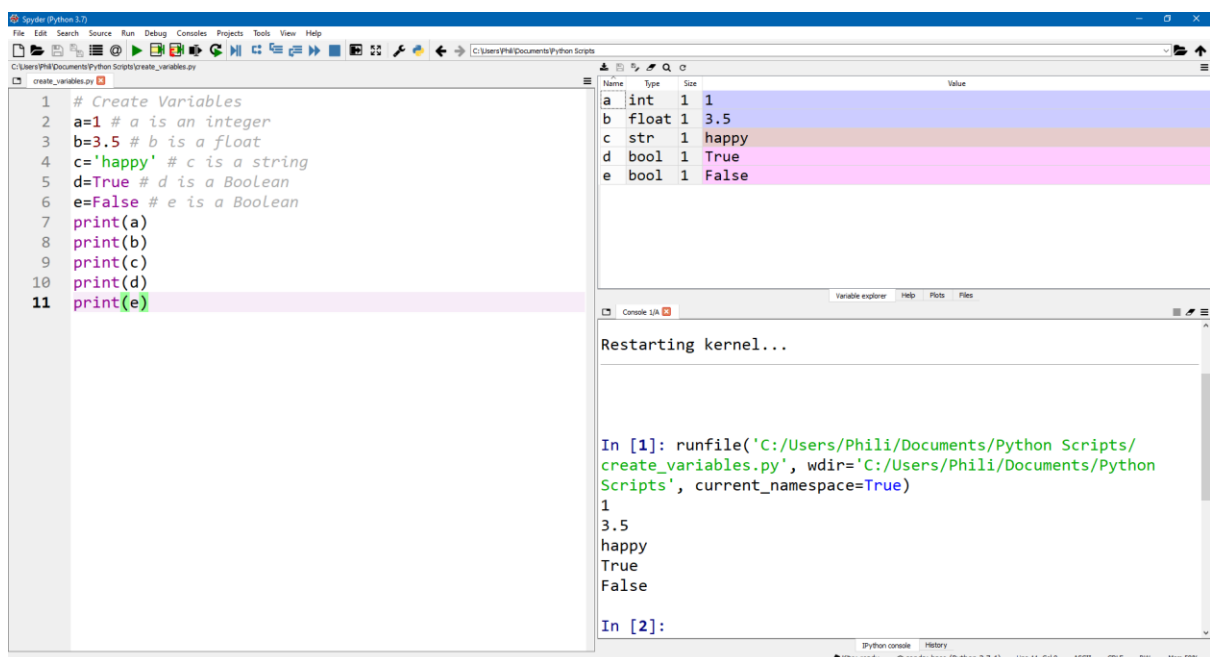 Spyder (Python 3.7)
File Edit Search Source Run Debug Consoles Projects Tools View Help
C:\Users\Phili\Documents\Python Scripts
C:\Users\Phili\Documents\Python Scripts\create_variables.py
create_variables.py
1 # Create Variables
2 a=1 # a is an integer
3 b=3.5 # b is a float
4 c='happy' # c is a string
5 d=True # d is a Boolean
6 e=False # e is a Boolean
7 print(a)
8 print(b)
9 print(c)
10 print(d)
11 print(e)
Name Type Size Value
a int 1 1
b float 1 3.5
c str 1 happy
d bool 1 True
e bool 1 False
Variable explorer Help Plots Files
Console 1/A
Restarting kernel...
In [1]: runfile('C:/Users/Phili/Documents/Python Scripts/
create_variables.py', wdir='C:/Users/Phili/Documents/Python
Scripts', current_namespace=True)
1
3.5
happy
True
False
In [2]:
IPython console History